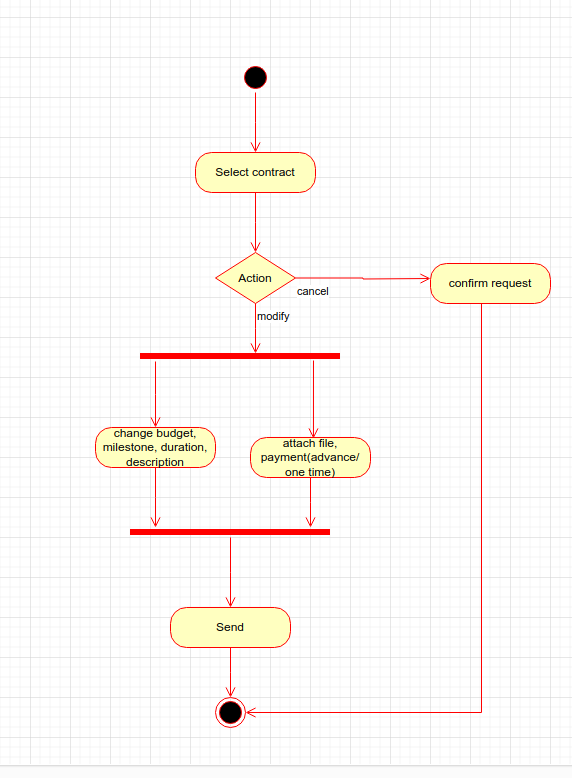 Select contract
Action
cancel
confirm request
modify
change budget,
milestone, duration,
description
attach file,
payment(advance/
one time)
Send